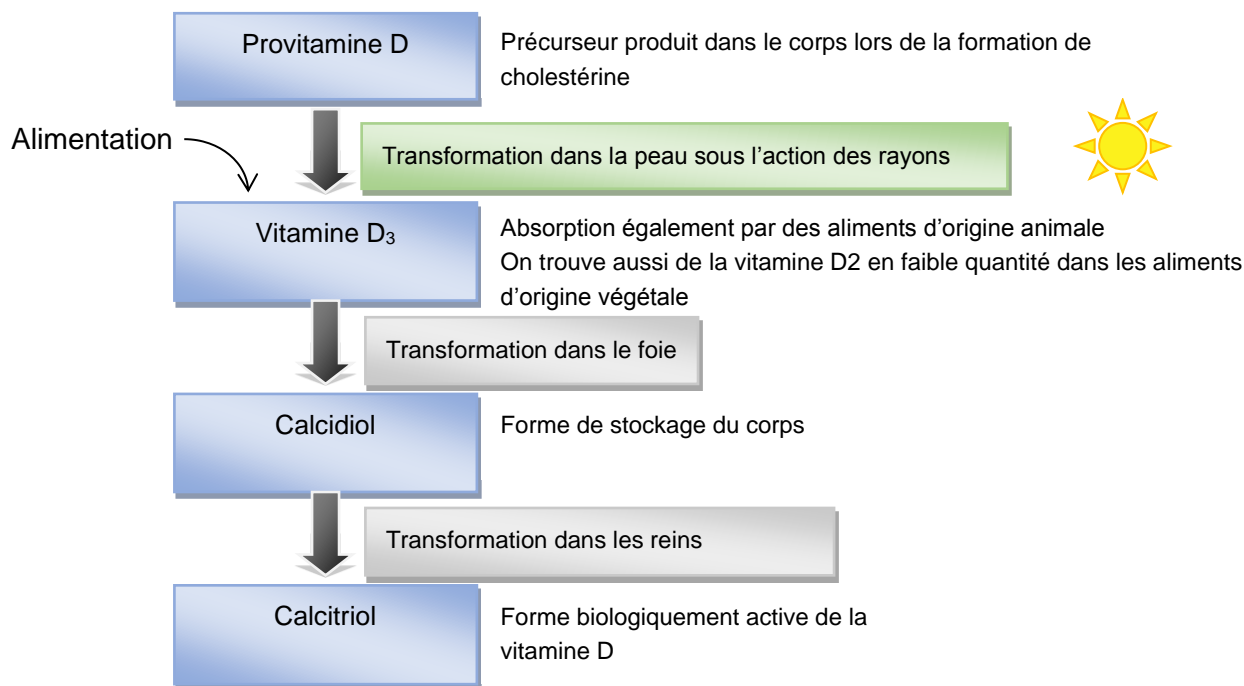 Provitamine D
Précurseur produit dans le corps lors de la formation de
cholestérine
Alimentation
Transformation dans la peau sous l’action des rayons
Vitamine D₃
Absorption également par des aliments d’origine animale
On trouve aussi de la vitamine D2 en faible quantité dans les aliments
d’origine végétale
Transformation dans le foie
Calcidiol
Forme de stockage du corps
Transformation dans les reins
Calcitriol
Forme biologiquement active de la
vitamine D